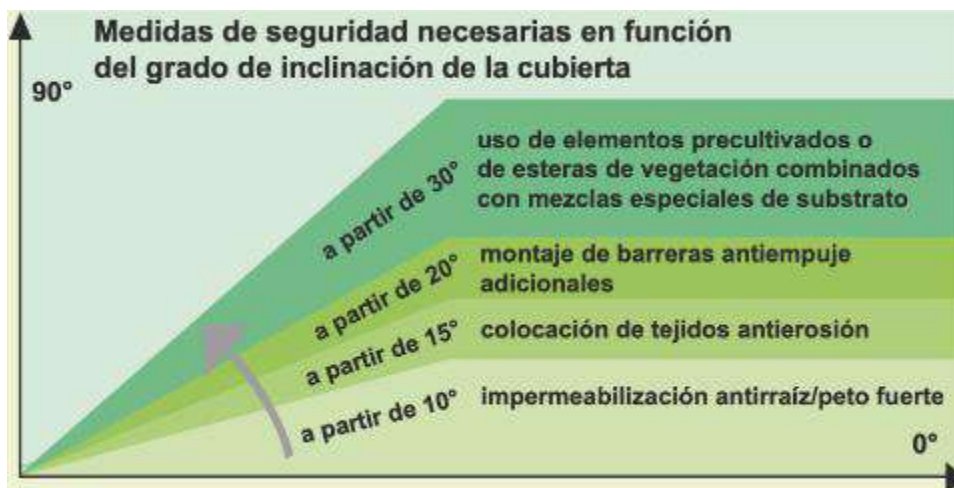 Medidas de seguridad necesarias en función
del grado de inclinación de la cubierta
90°
a partir de 30°
uso de elementos precultivados o
de esteras de vegetación combinados
con mezclas especiales de substrato
a partir de 20°
montaje de barreras antiempuje
adicionales
a partir de 15°
colocación de tejidos antierosión
a partir de 10°
impermeabilización antirraíz/peto fuerte
0°